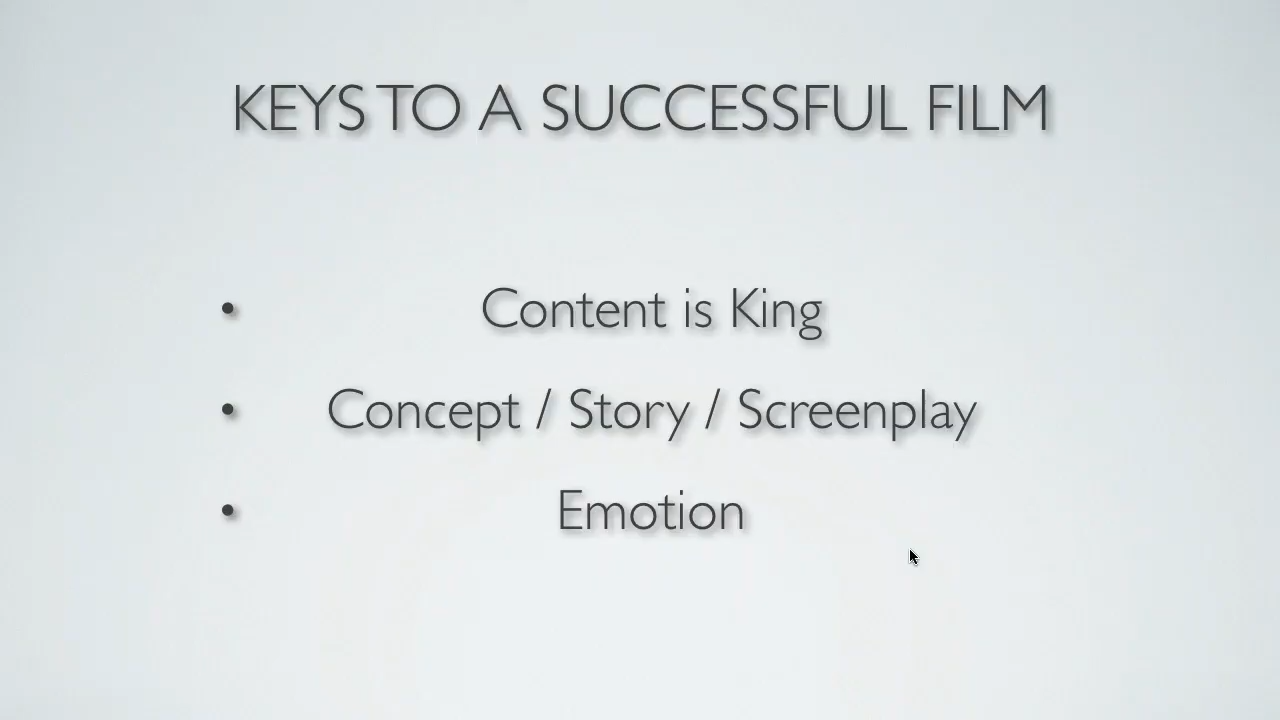 KEYS TO A SUCCESSFUL FILM
• Content is King
• Concept / Story / Screenplay
• Emotion